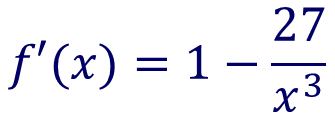 f′(x) = 1 − 27/x³